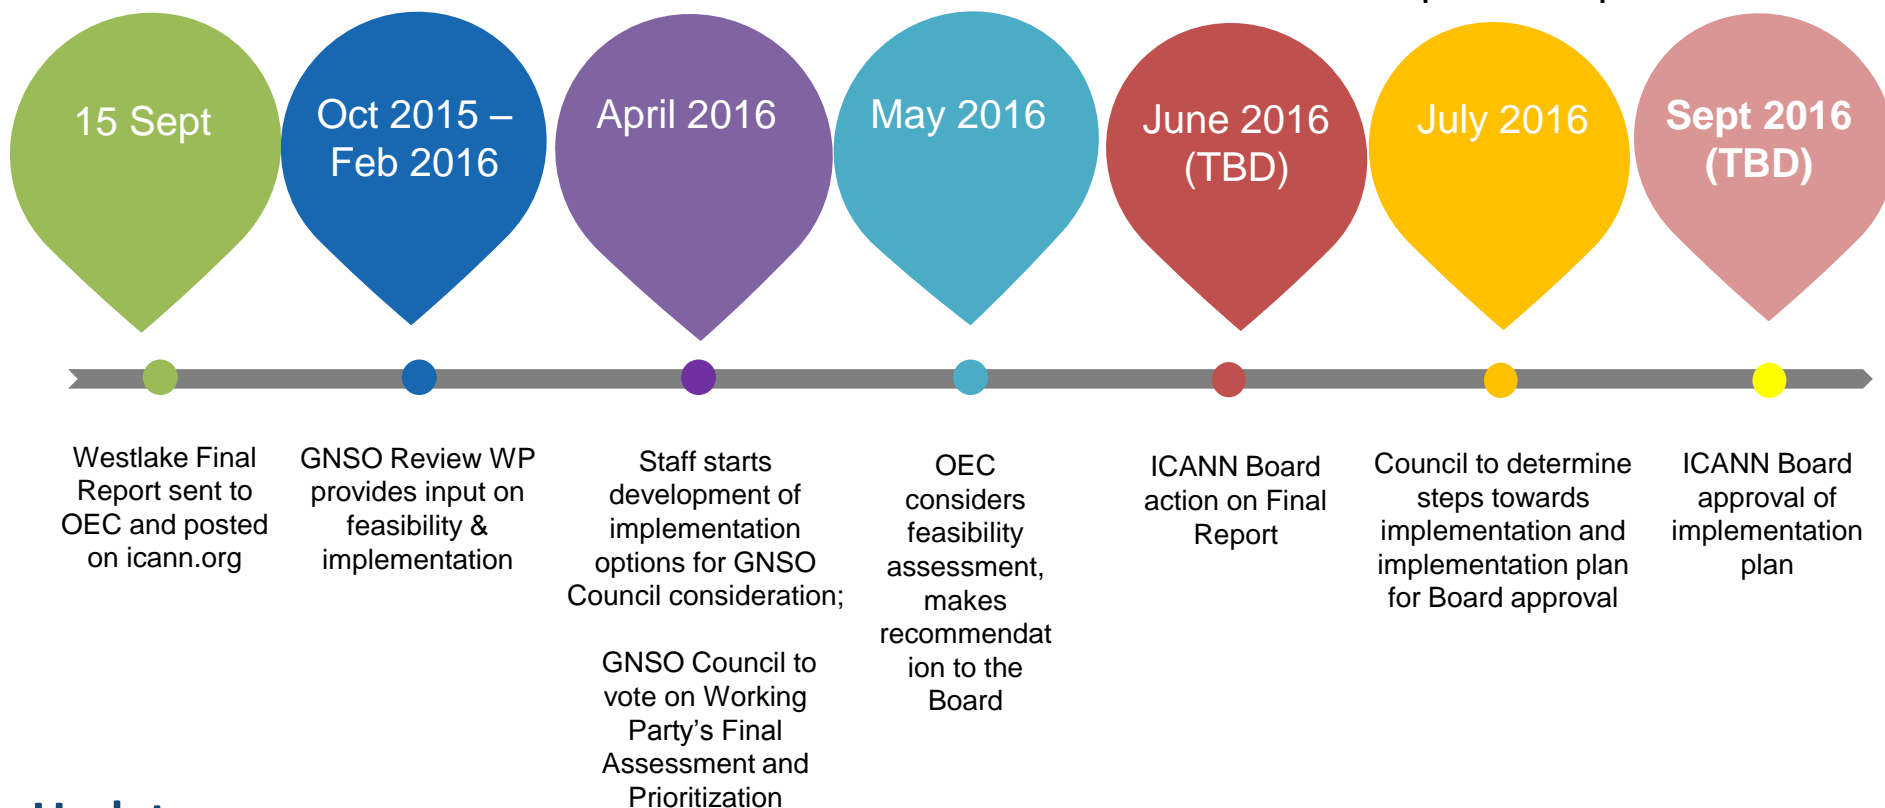 15 Sept
Oct 2015 –
Feb 2016
April 2016
May 2016
June 2016
(TBD)
July 2016
Sept 2016
(TBD)
Westlake Final
Report sent to
OEC and posted
on icann.org
GNSO Review WP
provides input on
feasibility &
implementation
Staff starts
development of
implementation
options for GNSO
Council consideration;
GNSO Council to
vote on Working
Party’s Final
Assessment and
Prioritization
OEC
considers
feasibility
assessment,
makes
recommendat
ion to the
Board
ICANN Board
action on Final
Report
Council to determine
steps towards
implementation and
implementation plan
for Board approval
ICANN Board
approval of
implementation
plan